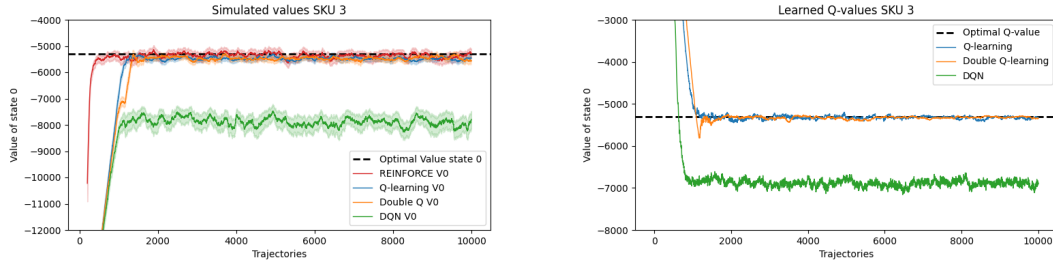 Simulated values SKU 3
Value of state 0
−4000
−5000
−6000
−7000
−8000
−9000
−10000
−11000
−12000
Optimal Value state 0
REINFORCE V0
Q-learning V0
Double Q V0
DQN V0
0
2000
4000
6000
8000
10000
Trajectories
Learned Q-values SKU 3
Value of state 0
−3000
−4000
−5000
−6000
−7000
−8000
Optimal Q-value
Q-learning
Double Q-learning
DQN
0
2000
4000
6000
8000
10000
Trajectories